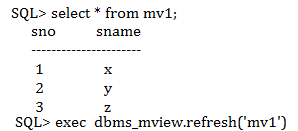 SQL> select * from mv1;
sno sname
----------------------
1 x
2 y
3 z
SQL> exec dbms_mview.refresh('mv1')